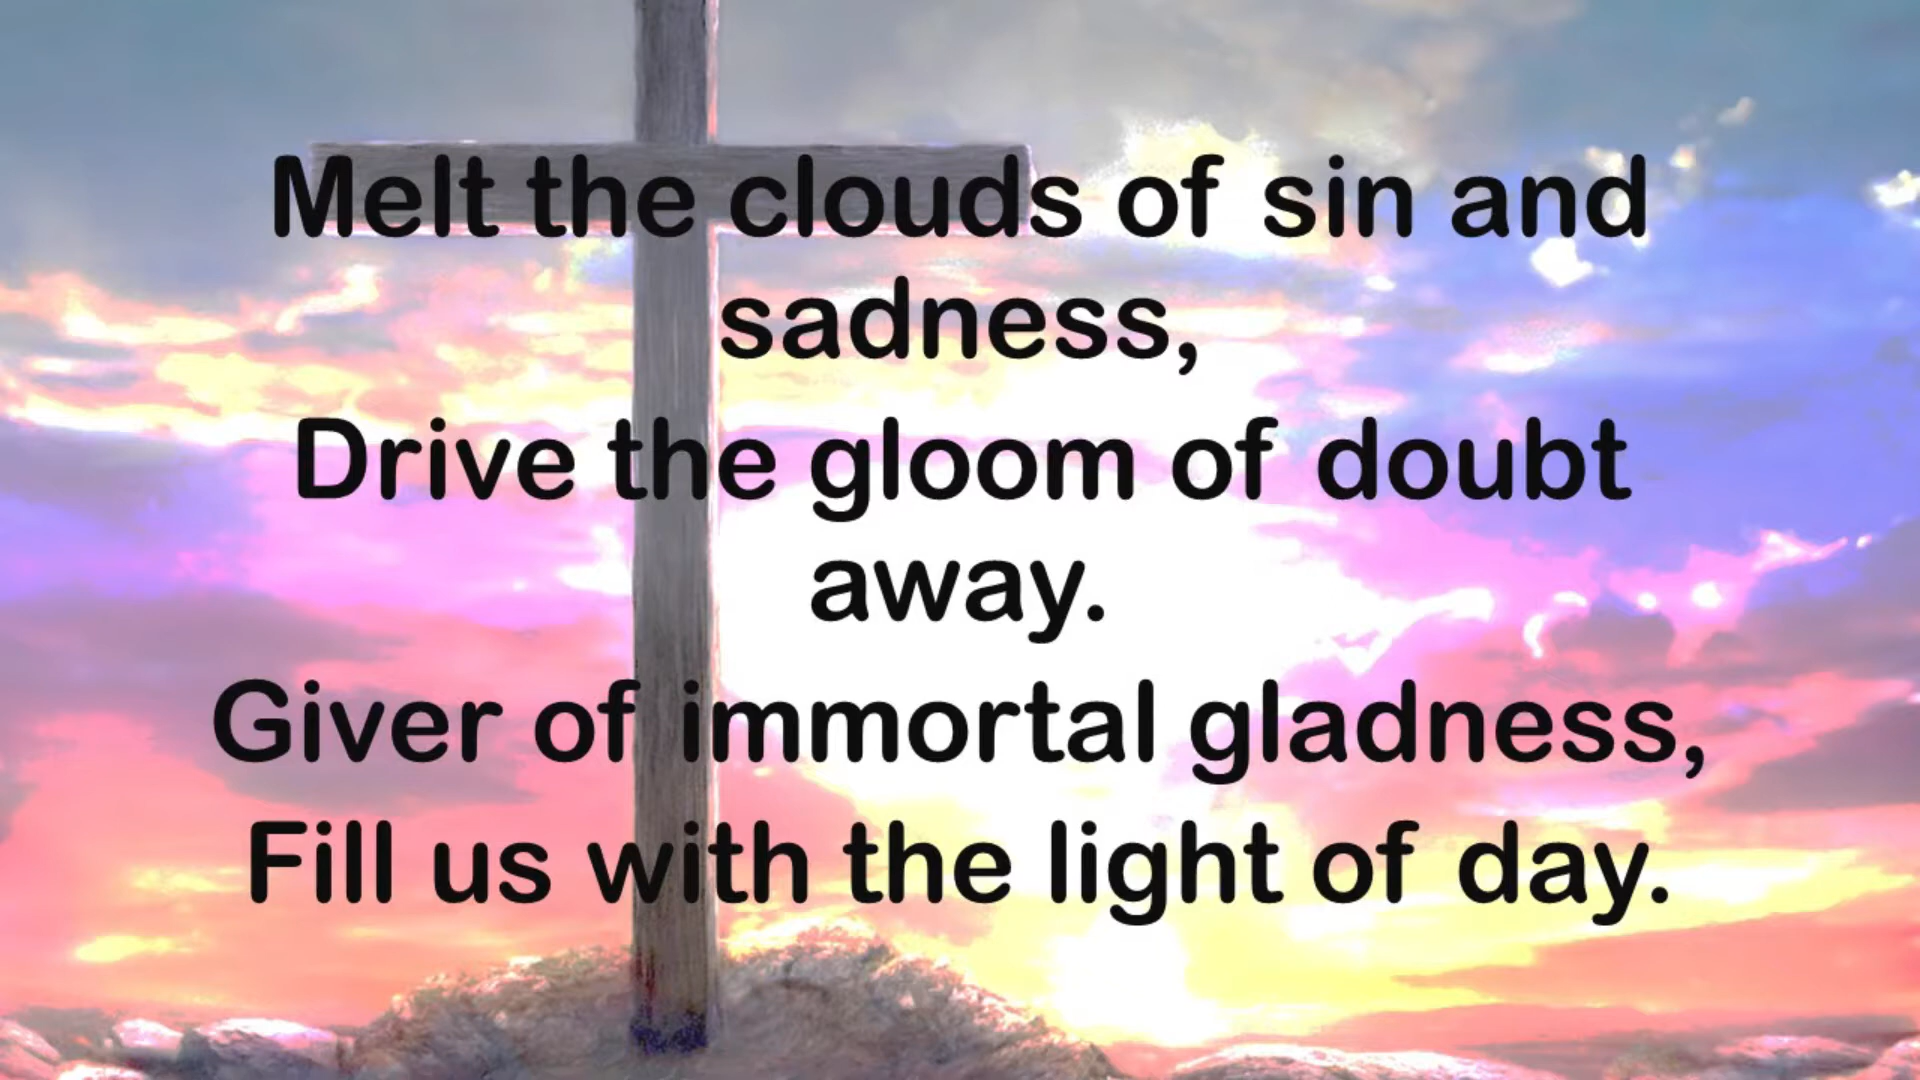 Melt the clouds of sin and
sadness,
Drive the gloom of doubt
away.
Giver of immortal gladness,
Fill us with the light of day.